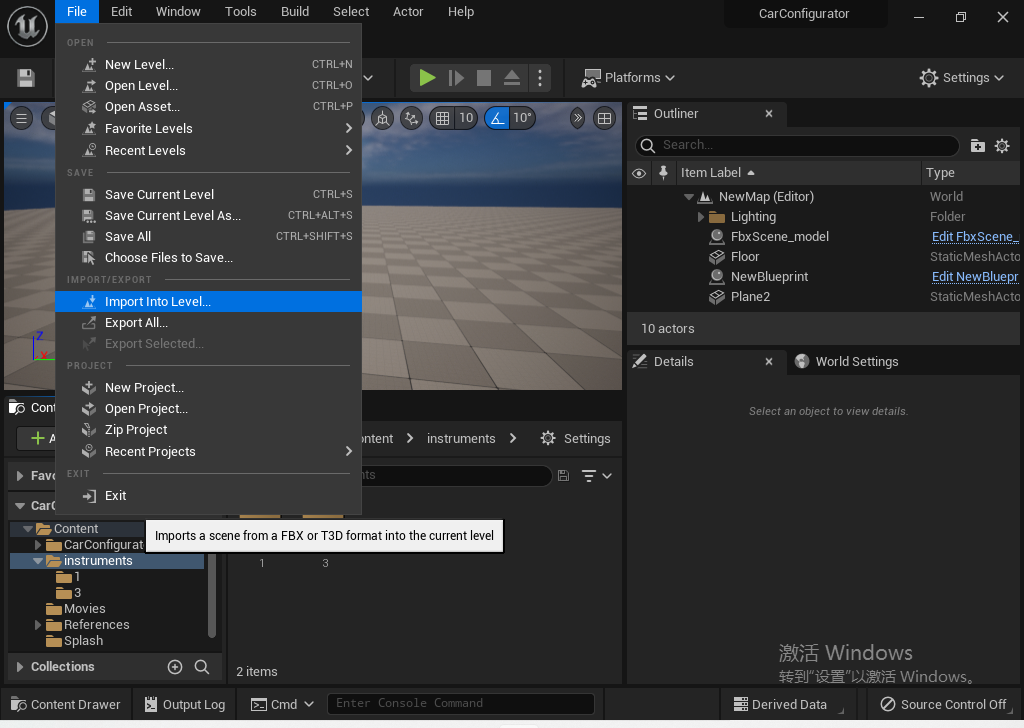 File Edit Window Tools Build Select Actor Help CarConfigurator
OPEN
New Level... CTRL+N
Open Level... CTRL+O
Open Asset... CTRL+P
Favorite Levels
Recent Levels
SAVE
Save Current Level CTRL+S
Save Current Level As... CTRL+ALT+S
Save All CTRL+SHIFT+S
Choose Files to Save...
IMPORT/EXPORT
Import Into Level...
Export All...
Export Selected...
PROJECT
New Project...
Open Project...
Zip Project
Recent Projects
EXIT
Exit
Imports a scene from a FBX or T3D format into the current level
Platforms Settings
10 10°
Z
X
Outliner
Search...
Item Label Type
NewMap (Editor) World
Lighting Folder
FbxScene_model Edit FbxScene_
Floor StaticMeshActo
NewBlueprint Edit NewBluepr
Plane2 StaticMeshActo
10 actors
Details World Settings
Select an object to view details.
Cont
A ontent instruments Settings
Favo nts
CarC
Content
CarConfigurat
instruments
1
3
Movies
References
Splash
Collections
1 3
2 items
激活 Windows
转到"设置"以激活 Windows。
Content Drawer Output Log Cmd Enter Console Command Derived Data Source Control Off